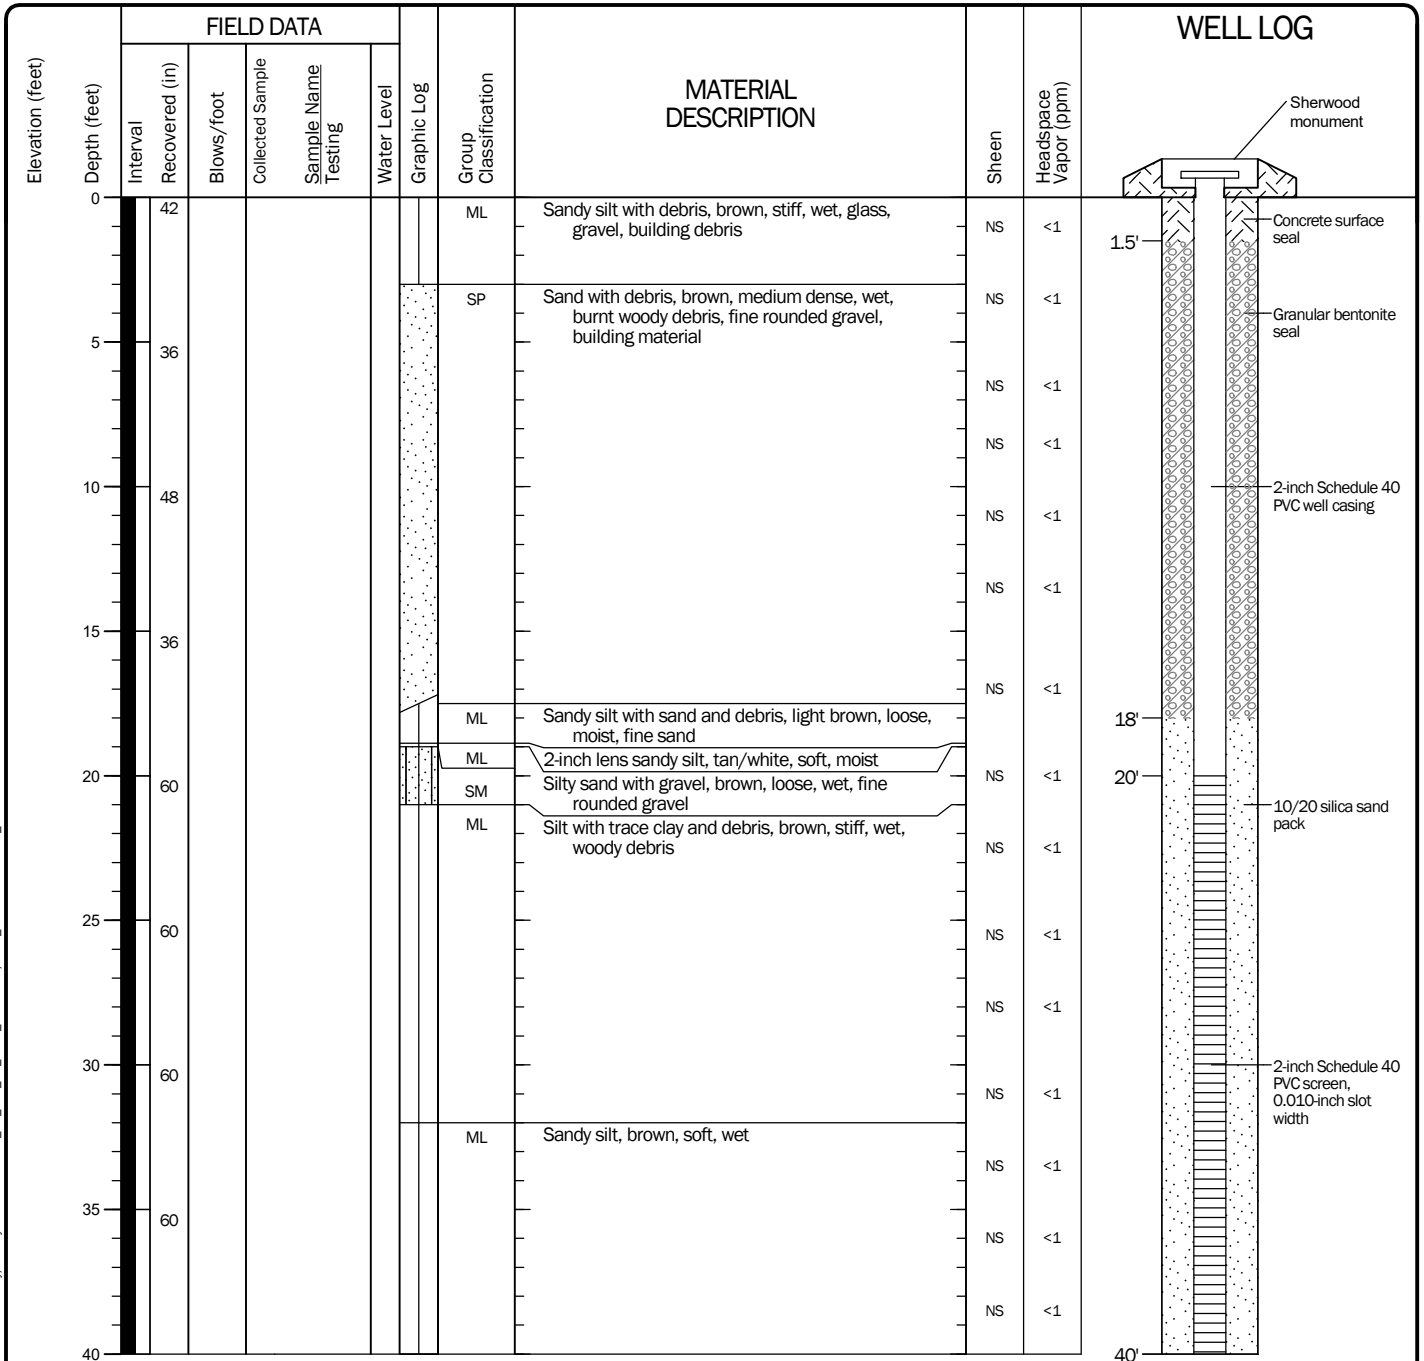 FIELD DATA
WELL LOG
Elevation (feet)
Depth (feet)
Interval
Recovered (in)
Blows/foot
Collected Sample
Sample Name
Testing
Water Level
Graphic Log
Group
Classification
MATERIAL
DESCRIPTION
Sheen
Headspace
Vapor (ppm)
Sherwood
monument
0
42
ML
Sandy silt with debris, brown, stiff, wet, glass,
gravel, building debris
NS
<1
Concrete surface
seal
1.5'
SP
Sand with debris, brown, medium dense, wet,
burnt woody debris, fine rounded gravel,
building material
NS
<1
Granular bentonite
seal
5
36
NS
<1
NS
<1
10
48
2-inch Schedule 40
PVC well casing
NS
<1
NS
<1
15
36
NS
<1
ML
Sandy silt with sand and debris, light brown, loose,
moist, fine sand
18'
ML
2-inch lens sandy silt, tan/white, soft, moist
20
60
NS
<1
20'
SM
Silty sand with gravel, brown, loose, wet, fine
rounded gravel
10/20 silica sand
pack
ML
Silt with trace clay and debris, brown, stiff, wet,
woody debris
NS
<1
25
60
NS
<1
NS
<1
30
60
2-inch Schedule 40
PVC screen,
0.010-inch slot
width
NS
<1
ML
Sandy silt, brown, soft, wet
NS
<1
35
60
NS
<1
NS
<1
40
40'